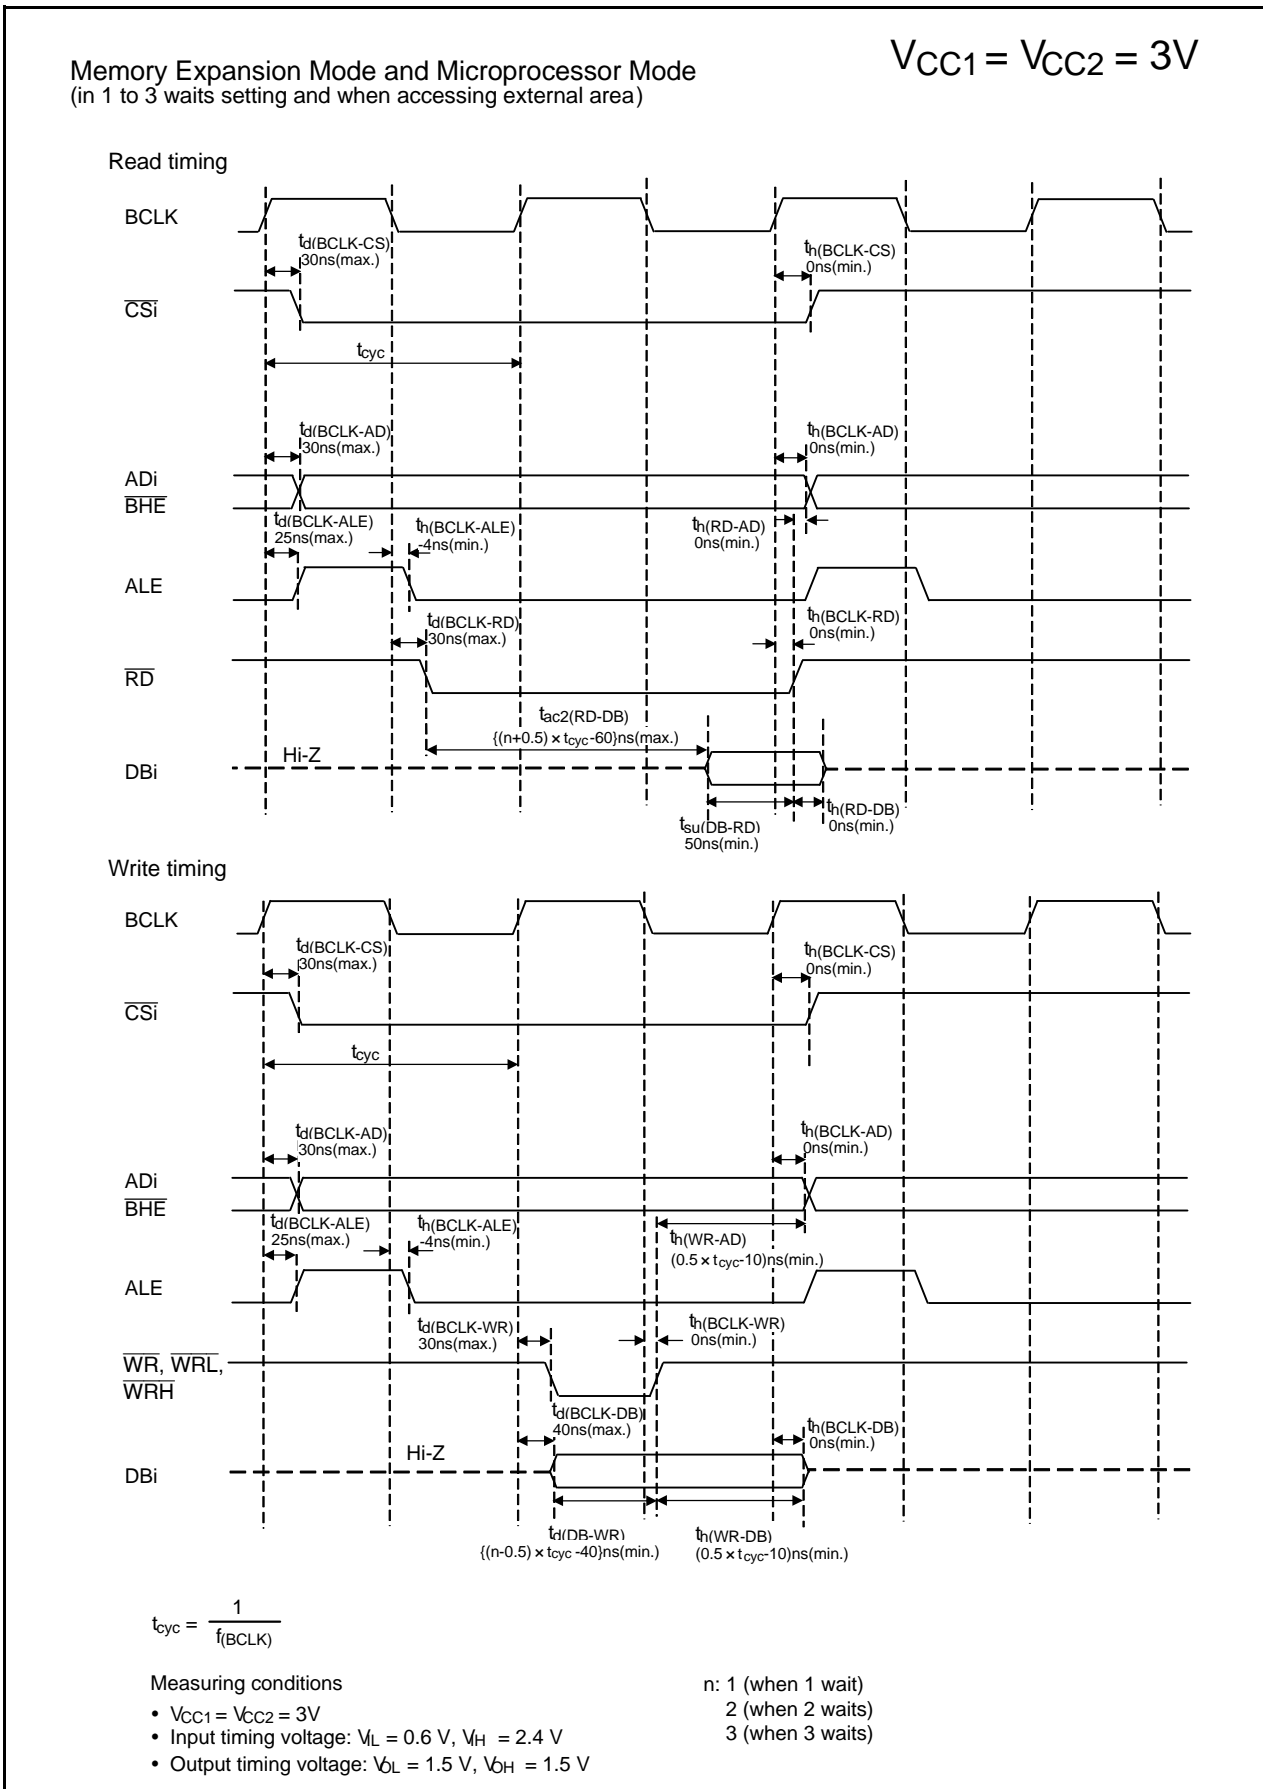 VCC1 = VCC2 = 3V
Memory Expansion Mode and Microprocessor Mode
(in 1 to 3 waits setting and when accessing external area)
Read timing
BCLK
td(BCLK-CS)
30ns(max.)
th(BCLK-CS)
0ns(min.)
CSi
tcyc
td(BCLK-AD)
30ns(max.)
th(BCLK-AD)
0ns(min.)
ADi
BHE
td(BCLK-ALE)
25ns(max.)
th(BCLK-ALE)
-4ns(min.)
th(RD-AD)
0ns(min.)
ALE
td(BCLK-RD)
30ns(max.)
th(BCLK-RD)
0ns(min.)
RD
tac2(RD-DB)
{(n+0.5) × tcyc-60}ns(max.)
Hi-Z
DBi
tsu(DB-RD)
50ns(min.)
th(RD-DB)
0ns(min.)
Write timing
BCLK
td(BCLK-CS)
30ns(max.)
th(BCLK-CS)
0ns(min.)
CSi
tcyc
td(BCLK-AD)
30ns(max.)
th(BCLK-AD)
0ns(min.)
ADi
BHE
td(BCLK-ALE)
25ns(max.)
th(BCLK-ALE)
-4ns(min.)
th(WR-AD)
(0.5 × tcyc-10)ns(min.)
ALE
td(BCLK-WR)
30ns(max.)
th(BCLK-WR)
0ns(min.)
WR, WRL,
WRH
td(BCLK-DB)
40ns(max.)
th(BCLK-DB)
0ns(min.)
Hi-Z
DBi
td(DB-WR)
{(n-0.5) × tcyc -40}ns(min.)
th(WR-DB)
(0.5 × tcyc-10)ns(min.)
tcyc = 1
f(BCLK)
Measuring conditions
• VCC1 = VCC2 = 3V
• Input timing voltage: VIL = 0.6 V, VIH = 2.4 V
• Output timing voltage: VOL = 1.5 V, VOH = 1.5 V
n: 1 (when 1 wait)
2 (when 2 waits)
3 (when 3 waits)